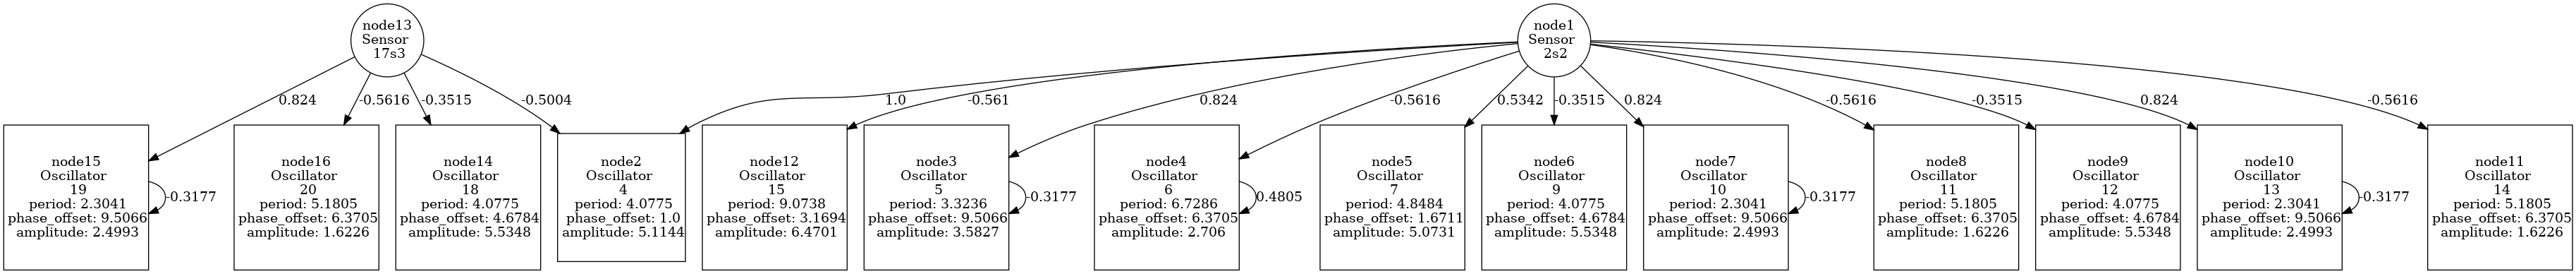 node13
Sensor
17s3
node1
Sensor
2s2
0.824
-0.5616
-0.3515
-0.5004
1.0
-0.561
0.824
-0.5616
0.5342
-0.3515
0.824
-0.5616
-0.3515
0.824
-0.5616
node15
Oscillator
19
period: 2.3041
phase_offset: 9.5066
amplitude: 2.4993
-0.3177
node16
Oscillator
20
period: 5.1805
phase_offset: 6.3705
amplitude: 1.6226
node14
Oscillator
18
period: 4.0775
phase_offset: 4.6784
amplitude: 5.5348
node2
Oscillator
4
period: 4.0775
phase_offset: 1.0
amplitude: 5.1144
node12
Oscillator
15
period: 9.0738
phase_offset: 3.1694
amplitude: 6.4701
node3
Oscillator
5
period: 3.3236
phase_offset: 9.5066
amplitude: 3.5827
-0.3177
node4
Oscillator
6
period: 6.7286
phase_offset: 6.3705
amplitude: 2.706
0.4805
node5
Oscillator
7
period: 4.8484
phase_offset: 1.6711
amplitude: 5.0731
node6
Oscillator
9
period: 4.0775
phase_offset: 4.6784
amplitude: 5.5348
node7
Oscillator
10
period: 2.3041
phase_offset: 9.5066
amplitude: 2.4993
-0.3177
node8
Oscillator
11
period: 5.1805
phase_offset: 6.3705
amplitude: 1.6226
node9
Oscillator
12
period: 4.0775
phase_offset: 4.6784
amplitude: 5.5348
node10
Oscillator
13
period: 2.3041
phase_offset: 9.5066
amplitude: 2.4993
-0.3177
node11
Oscillator
14
period: 5.1805
phase_offset: 6.3705
amplitude: 1.6226